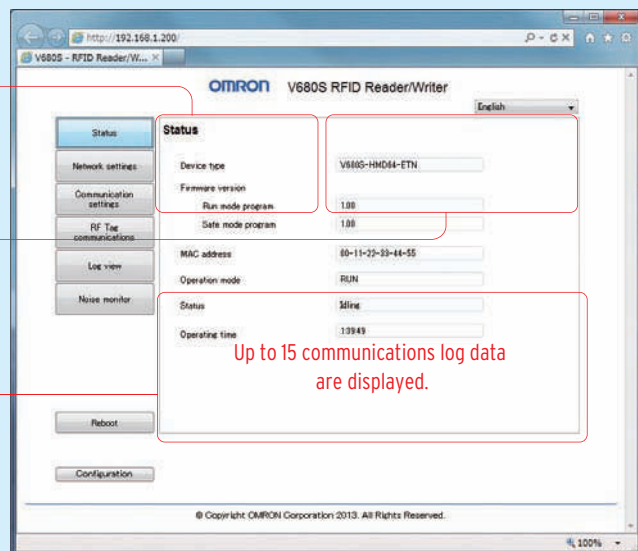 http://192.168.1.200/
V680S - RFID Reader/W...
OMRON V680S RFID Reader/Writer
English
Status
Network settings
Communication
settings
RF Tag
communications
Log view
Noise monitor
Reboot
Configuration
Status
Device type V680S-HMD64-ETN
Firmware version
Run mode program 1.00
Safe mode program 1.00
MAC address 00-11-22-33-44-55
Operation mode RUN
Status Idling
Operating time 13949
Up to 15 communications log data
are displayed.
© Copyright OMRON Corporation 2013. All Rights Reserved.
100%